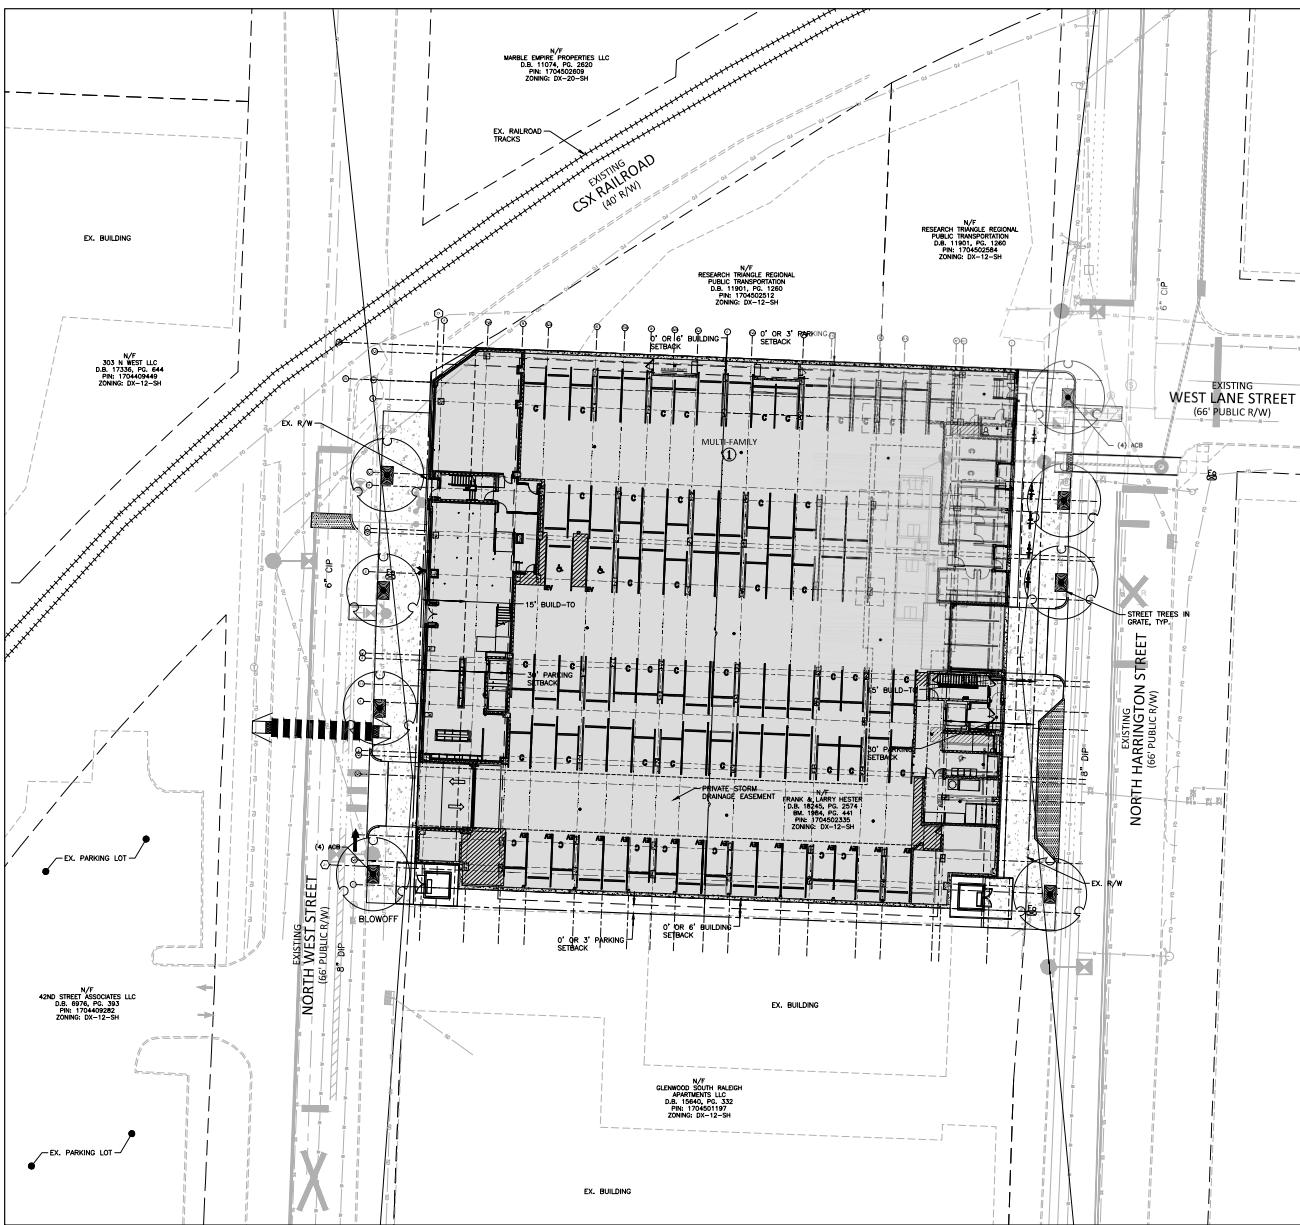 N/F
MARBLE EMPIRE PROPERTIES LLC
D.B. 11074, PG. 2620
PIN: 1704502609
ZONING: DX-20-SH
EX. RAILROAD
TRACKS
EXISTING
CSX RAILROAD
(40' R/W)
EX. BUILDING
N/F
RESEARCH TRIANGLE REGIONAL
PUBLIC TRANSPORTATION
D.B. 11901, PG. 1260
PIN: 1704502584
ZONING: DX-12-SH
N/F
RESEARCH TRIANGLE REGIONAL
PUBLIC TRANSPORTATION
D.B. 11901, PG. 1260
PIN: 1704502512
ZONING: DX-12-SH
6" CIP
0' OR 6' BUILDING
SETBACK
0' OR 3' PARKING
SETBACK
N/F
303 N WEST LLC
D.B. 17336, PG. 644
PIN: 1704409449
ZONING: DX-12-SH
EXISTING
WEST LANE STREET
(66' PUBLIC R/W)
EX. R/W
(4) ACB
MULTI-FAMILY
1
6" CIP
15' BUILD-TO
STREET TREES IN
GRATE, TYP.
30' PARKING
SETBACK
15' BUILD-TO
EXISTING
NORTH HARRINGTON STREET
(66' PUBLIC R/W)
30' PARKING
SETBACK
8" DIP
PRIVATE STORM
DRAINAGE EASEMENT
N/F
FRANK & LARRY HESTER
D.B. 18245, PG. 2574
BM. 1984, PG. 441
PIN: 1704502335
ZONING: DX-12-SH
(4) ACB
EX. PARKING LOT
EX. R/W
BLOWOFF
EXISTING
NORTH WEST STREET
(66' PUBLIC R/W)
8" DIP
0' OR 3' PARKING
SETBACK
0' OR 6' BUILDING
SETBACK
N/F
42ND STREET ASSOCIATES LLC
D.B. 6976, PG. 393
PIN: 1704409282
ZONING: DX-12-SH
EX. BUILDING
N/F
GLENWOOD SOUTH RALEIGH
APARTMENTS LLC
D.B. 15640, PG. 332
PIN: 1704501197
ZONING: DX-12-SH
EX. PARKING LOT
EX. BUILDING